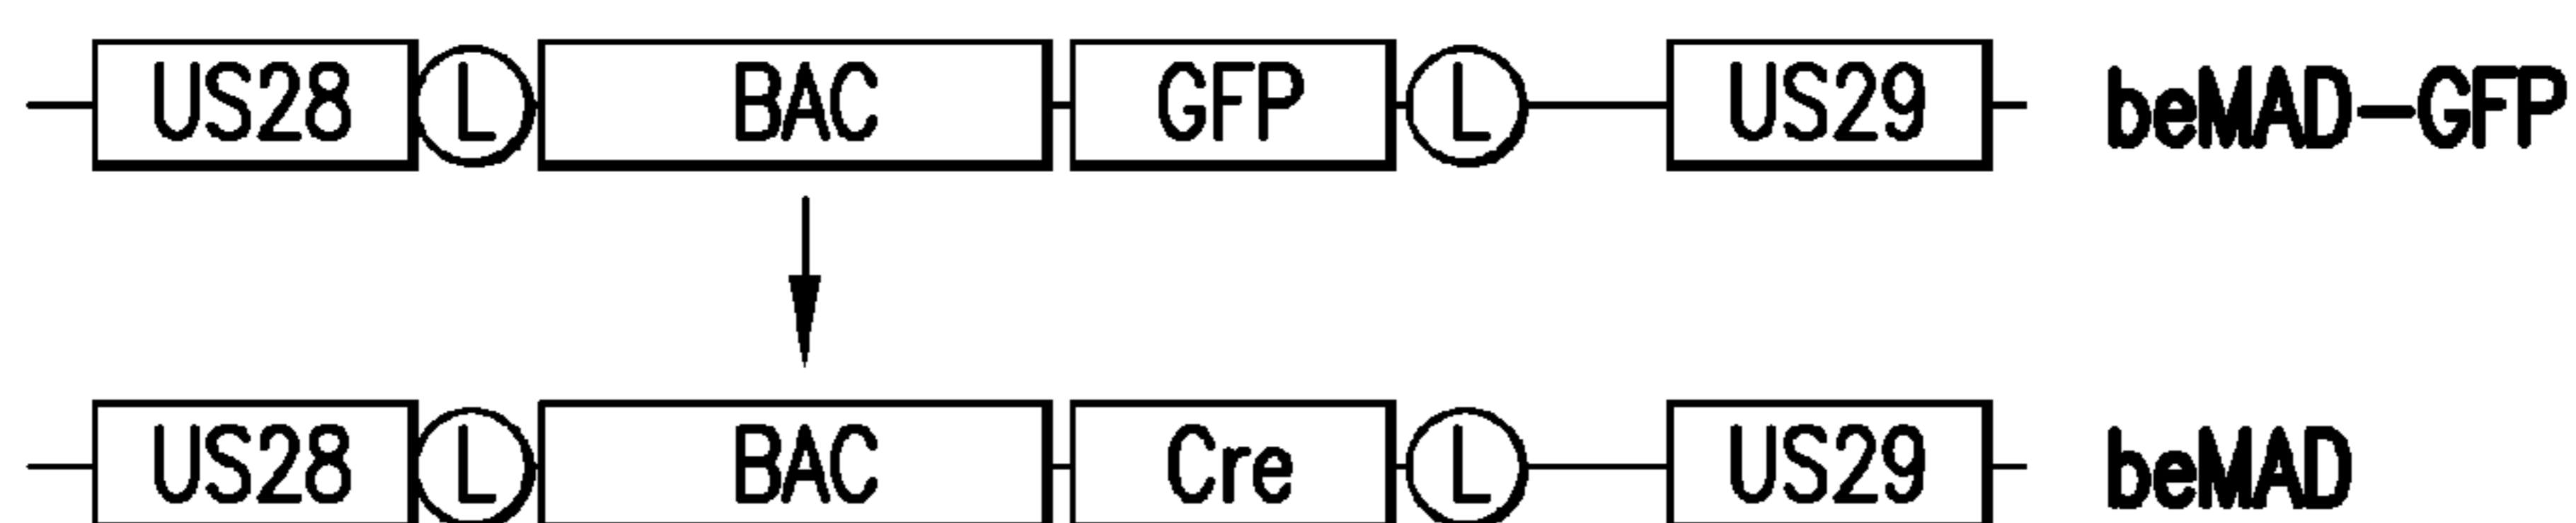 US28 L BAC GFP L US29 beMAD-GFP
US28 L BAC Cre L US29 beMAD